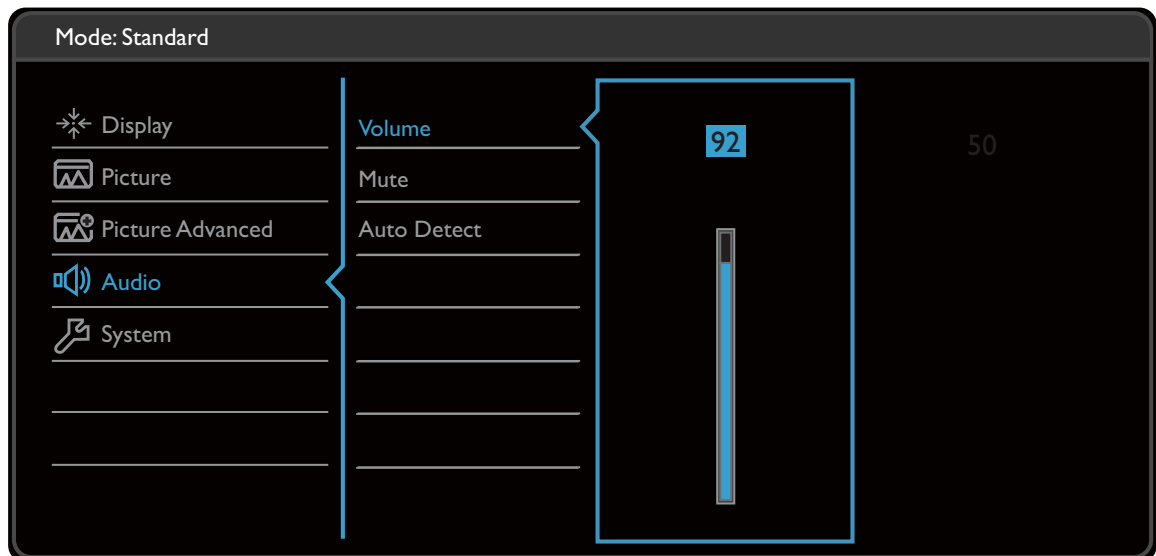 Mode: Standard
Display
Picture
Picture Advanced
Audio
System
Volume
Mute
Auto Detect
92
50